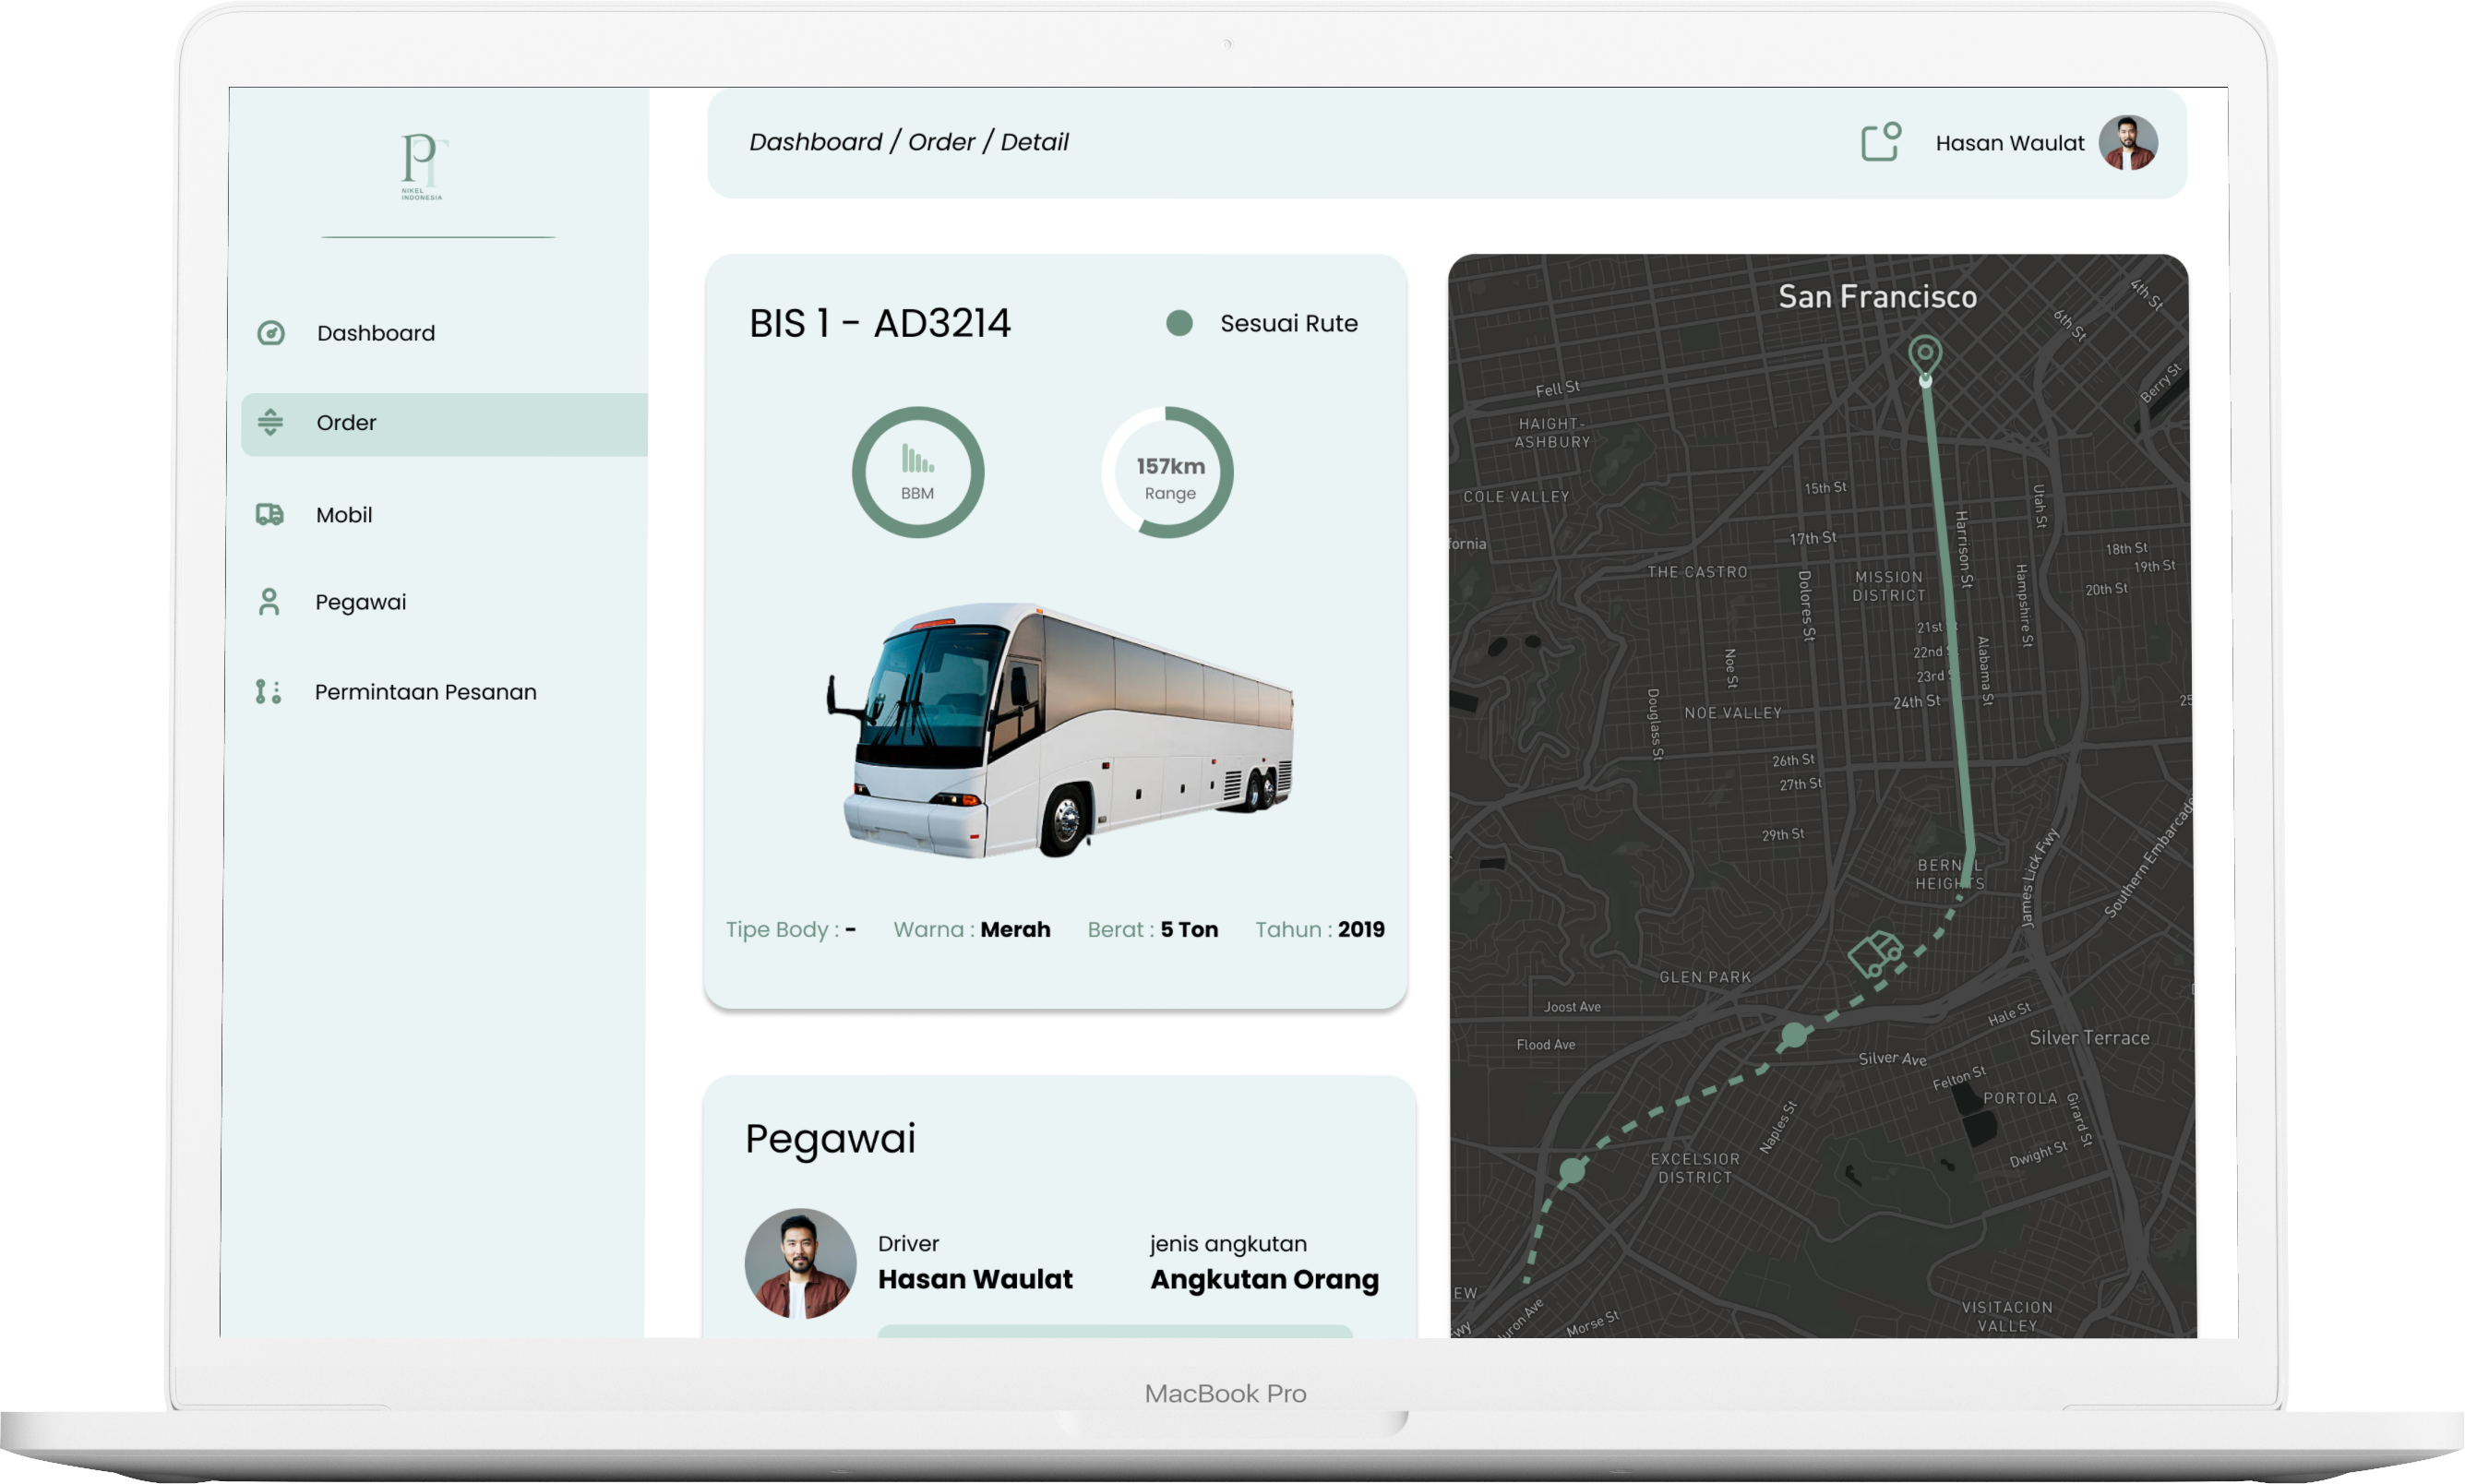 PT
NIKEL
INDONESIA
Dashboard
Order
Mobil
Pegawai
Permintaan Pesanan
Dashboard / Order / Detail
Hasan Waulat
BIS 1 - AD3214
Sesuai Rute
BBM
157km
Range
Tipe Body : -
Warna : Merah
Berat : 5 Ton
Tahun : 2019
Pegawai
Driver
Hasan Waulat
jenis angkutan
Angkutan Orang
San Francisco
4th St
6th St
Berry St
Fell St
HAIGHT-
ASHBURY
COLE VALLEY
15th St
Utah St
Harrison St
17th St
fornia
18th St
19th St
20th St
THE CASTRO
Dolores St
MISSION
DISTRICT
Hampshire St
21st
22nd S
23rd S
24th St
Alabama St
Noe St
Douglass St
NOE VALLEY
25
26th St
27th St
29th St
BERN L
HEIGHTS
James Lick Fwy
Southern Embarcade
GLEN PARK
Joost Ave
Flood Ave
Hale St
Silver Terrace
Silver Ave
Felton St
PORTOLA
Girard St
Naples St
Dwight St
EXCELSIOR
DISTRICT
EW
wy
uron Ave
Morse St
VISITACION
VALLEY
MacBook Pro